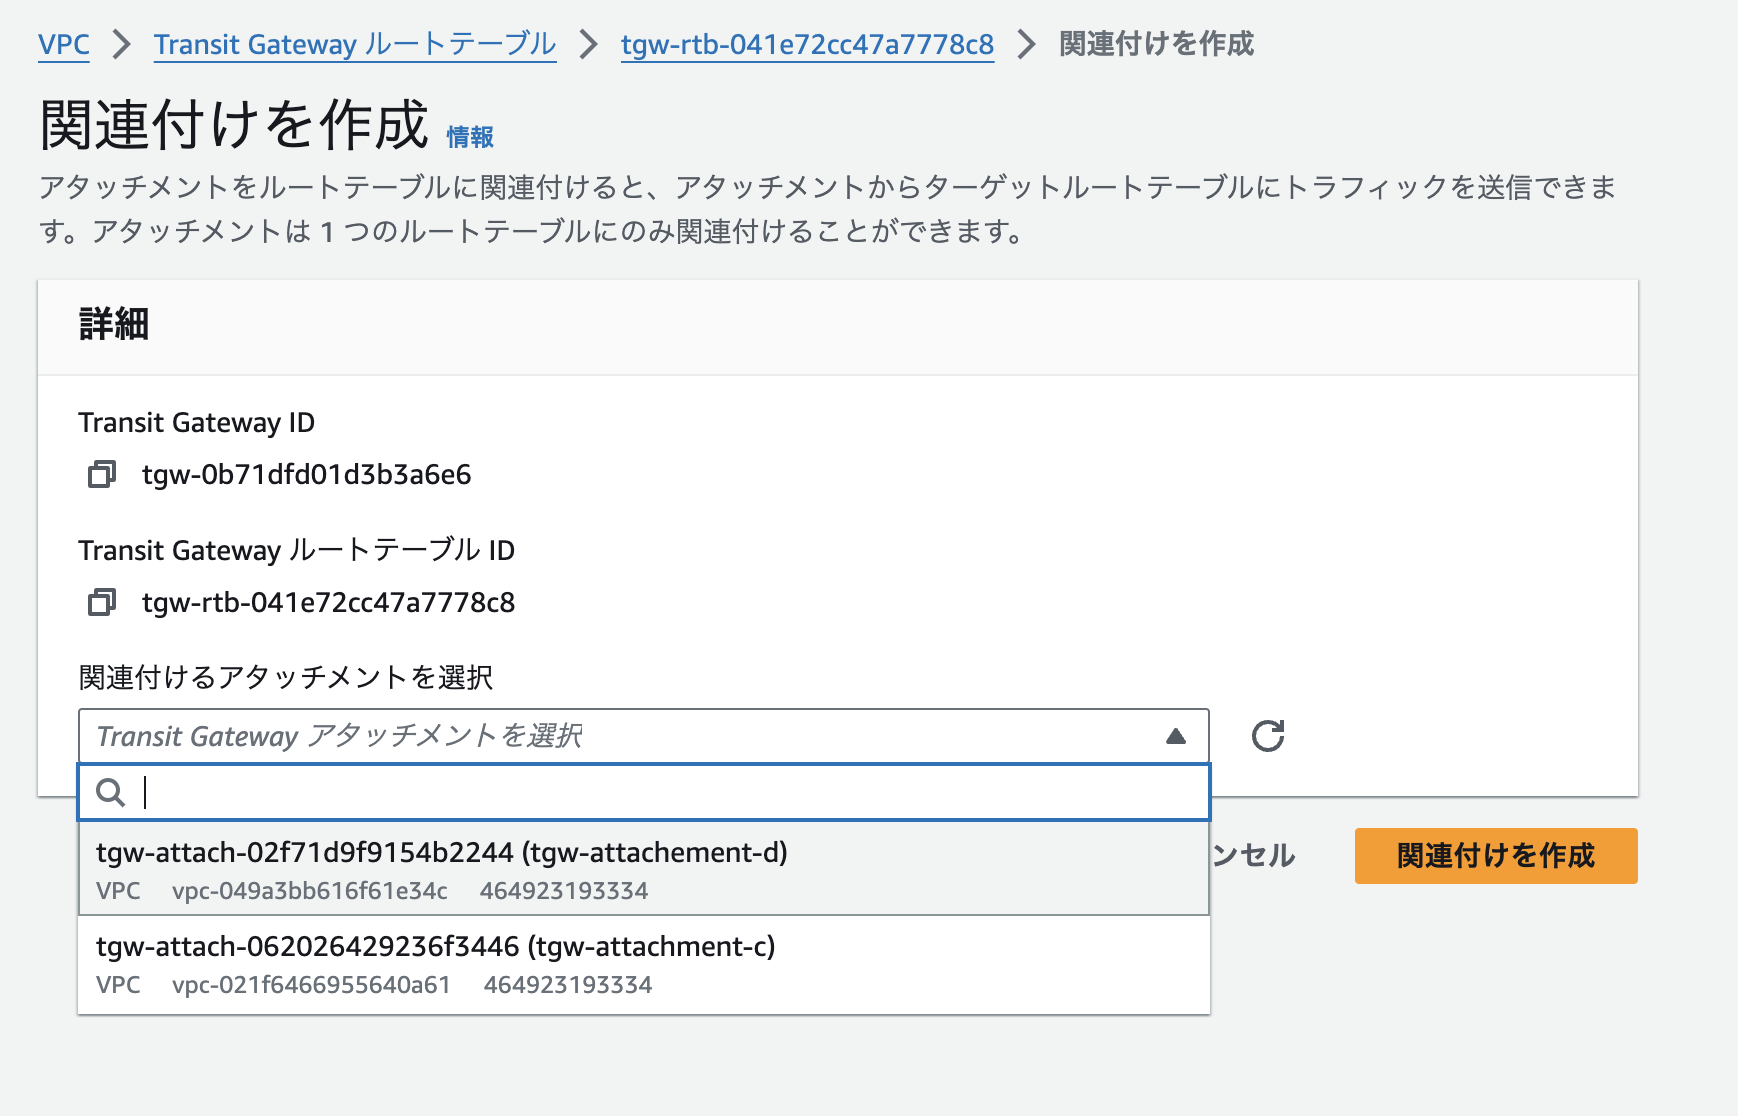 VPC > Transit Gateway ルートテーブル > tgw-rtb-041e72cc47a7778c8 > 関連付けを作成
関連付けを作成 情報
アタッチメントをルートテーブルに関連付けると、アタッチメントからターゲットルートテーブルにトラフィックを送信できま
す。アタッチメントは 1 つのルートテーブルにのみ関連付けることができます。
詳細
Transit Gateway ID
tgw-0b71dfd01d3b3a6e6
Transit Gateway ルートテーブル ID
tgw-rtb-041e72cc47a7778c8
関連付けるアタッチメントを選択
Transit Gateway アタッチメントを選択
tgw-attach-02f71d9f9154b2244 (tgw-attachement-d)
VPC vpc-049a3bb616f61e34c 464923193334
ンセル
関連付けを作成
tgw-attach-062026429236f3446 (tgw-attachment-c)
VPC vpc-021f6466955640a61 464923193334